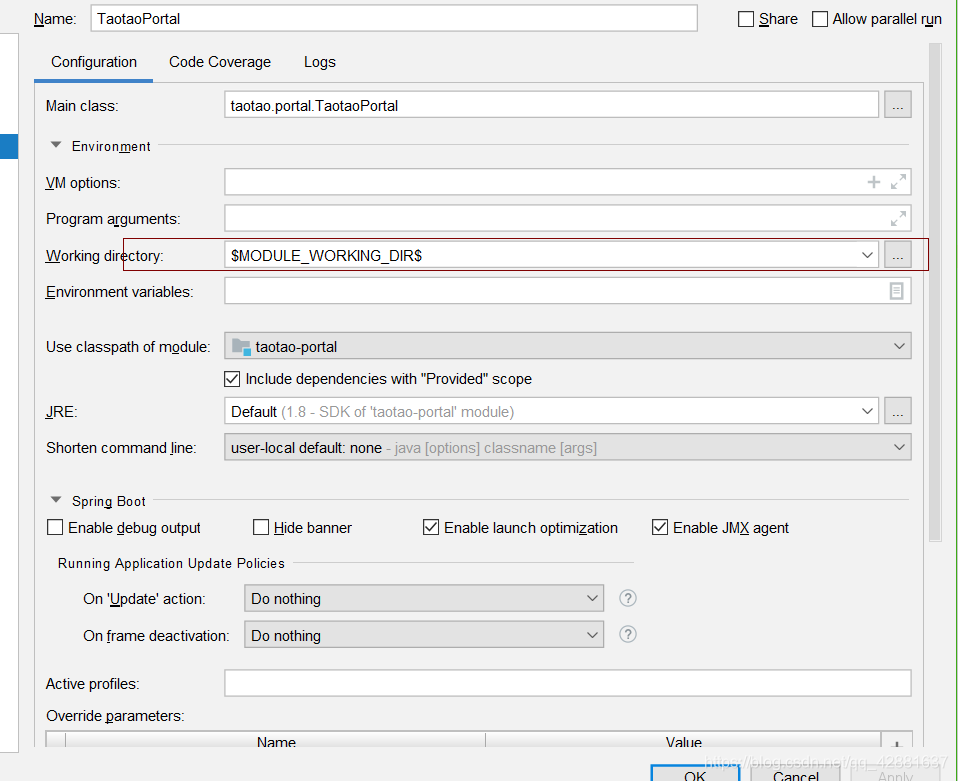 Name: TaotaoPortal Share Allow parallel run
Configuration Code Coverage Logs
Main class: taotao.portal.TaotaoPortal ...
Environment
VM options:
Program arguments:
Working directory: $MODULE_WORKING_DIR$ ...
Environment variables:
Use classpath of module: taotao-portal
Include dependencies with "Provided" scope
JRE: Default (1.8 - SDK of 'taotao-portal' module) ...
Shorten command line: user-local default: none - java [options] classname [args]
Spring Boot
Enable debug output Hide banner Enable launch optimization Enable JMX agent
Running Application Update Policies
On 'Update' action: Do nothing ?
On frame deactivation: Do nothing ?
Active profiles:
Override parameters:
Name Value
https://blog.csdn.net/qq_42881637
OK Cancel Apply